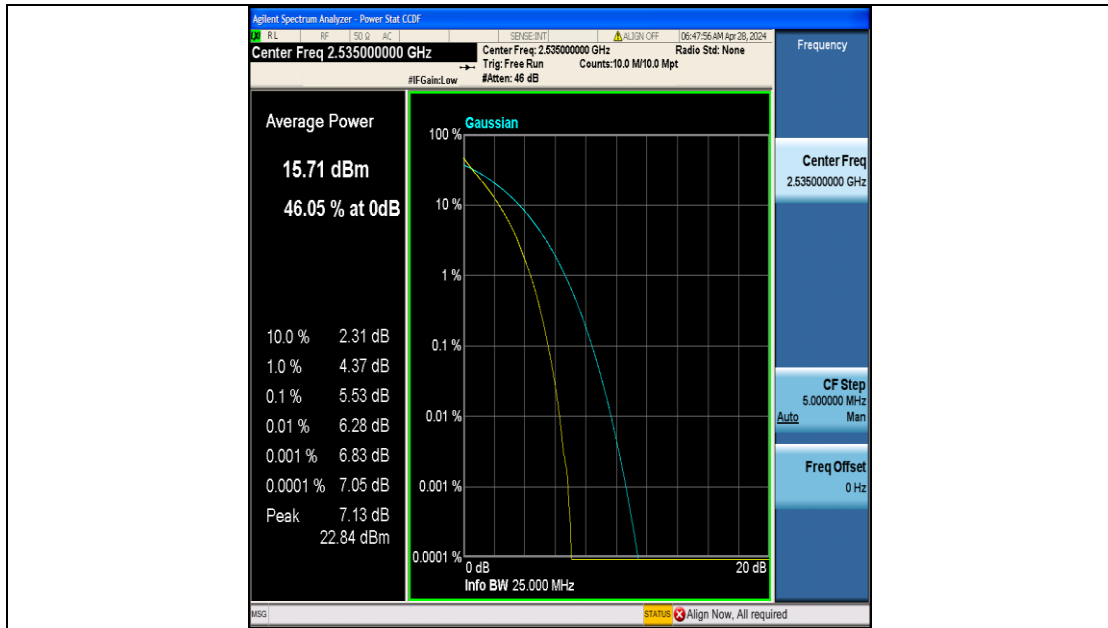 Agilent Spectrum Analyzer - Power Stat CCDF
RL RF 50 Ω AC SENSE:INT ALIGN OFF 06:47:56 AM Apr 28, 2024
Center Freq 2.535000000 GHz
Center Freq: 2.535000000 GHz Radio Std: None
Trig: Free Run Counts:10.0 M/10.0 Mpt
#IFGain:Low #Atten: 46 dB
Frequency
Average Power
15.71 dBm
46.05 % at 0dB
10.0 % 2.31 dB
1.0 % 4.37 dB
0.1 % 5.53 dB
0.01 % 6.28 dB
0.001 % 6.83 dB
0.0001 % 7.05 dB
Peak 7.13 dB
22.84 dBm
Gaussian
100 %
10 %
1 %
0.1 %
0.01 %
0.001 %
0.0001 %
0 dB 20 dB
Info BW 25.000 MHz
Center Freq
2.535000000 GHz
CF Step
5.000000 MHz
Auto Man
Freq Offset
0 Hz
MSG STATUS Align Now, All required